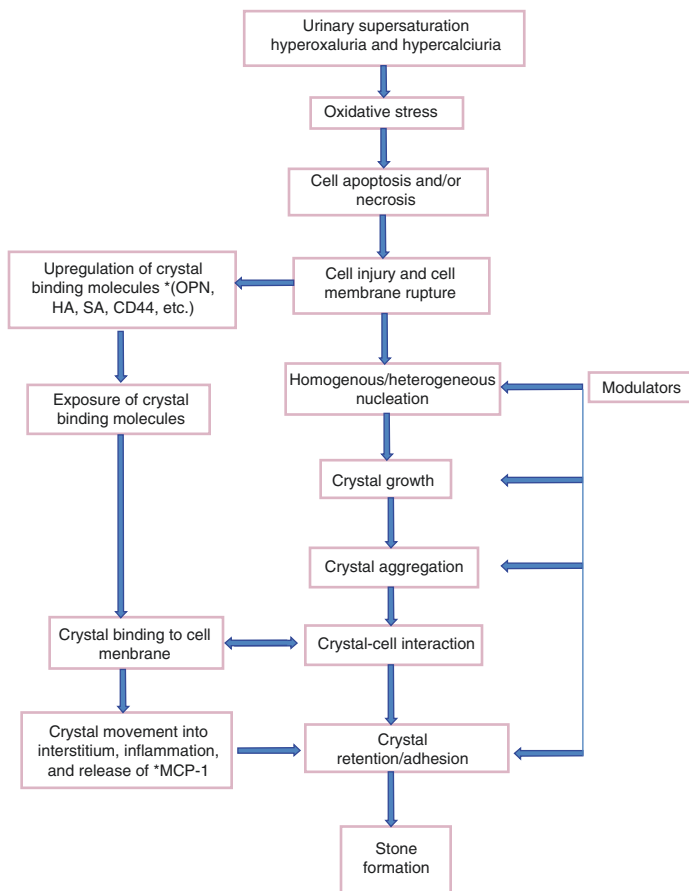 Urinary supersaturation
hyperoxaluria and hypercalciuria
Oxidative stress
Cell apoptosis and/or
necrosis
Cell injury and cell
membrane rupture
Upregulation of crystal
binding molecules *(OPN,
HA, SA, CD44, etc.)
Exposure of crystal
binding molecules
Homogenous/heterogeneous
nucleation
Modulators
Crystal growth
Crystal aggregation
Crystal binding to cell
menbrane
Crystal-cell interaction
Crystal movement into
interstitium, inflammation,
and release of *MCP-1
Crystal
retention/adhesion
Stone
formation